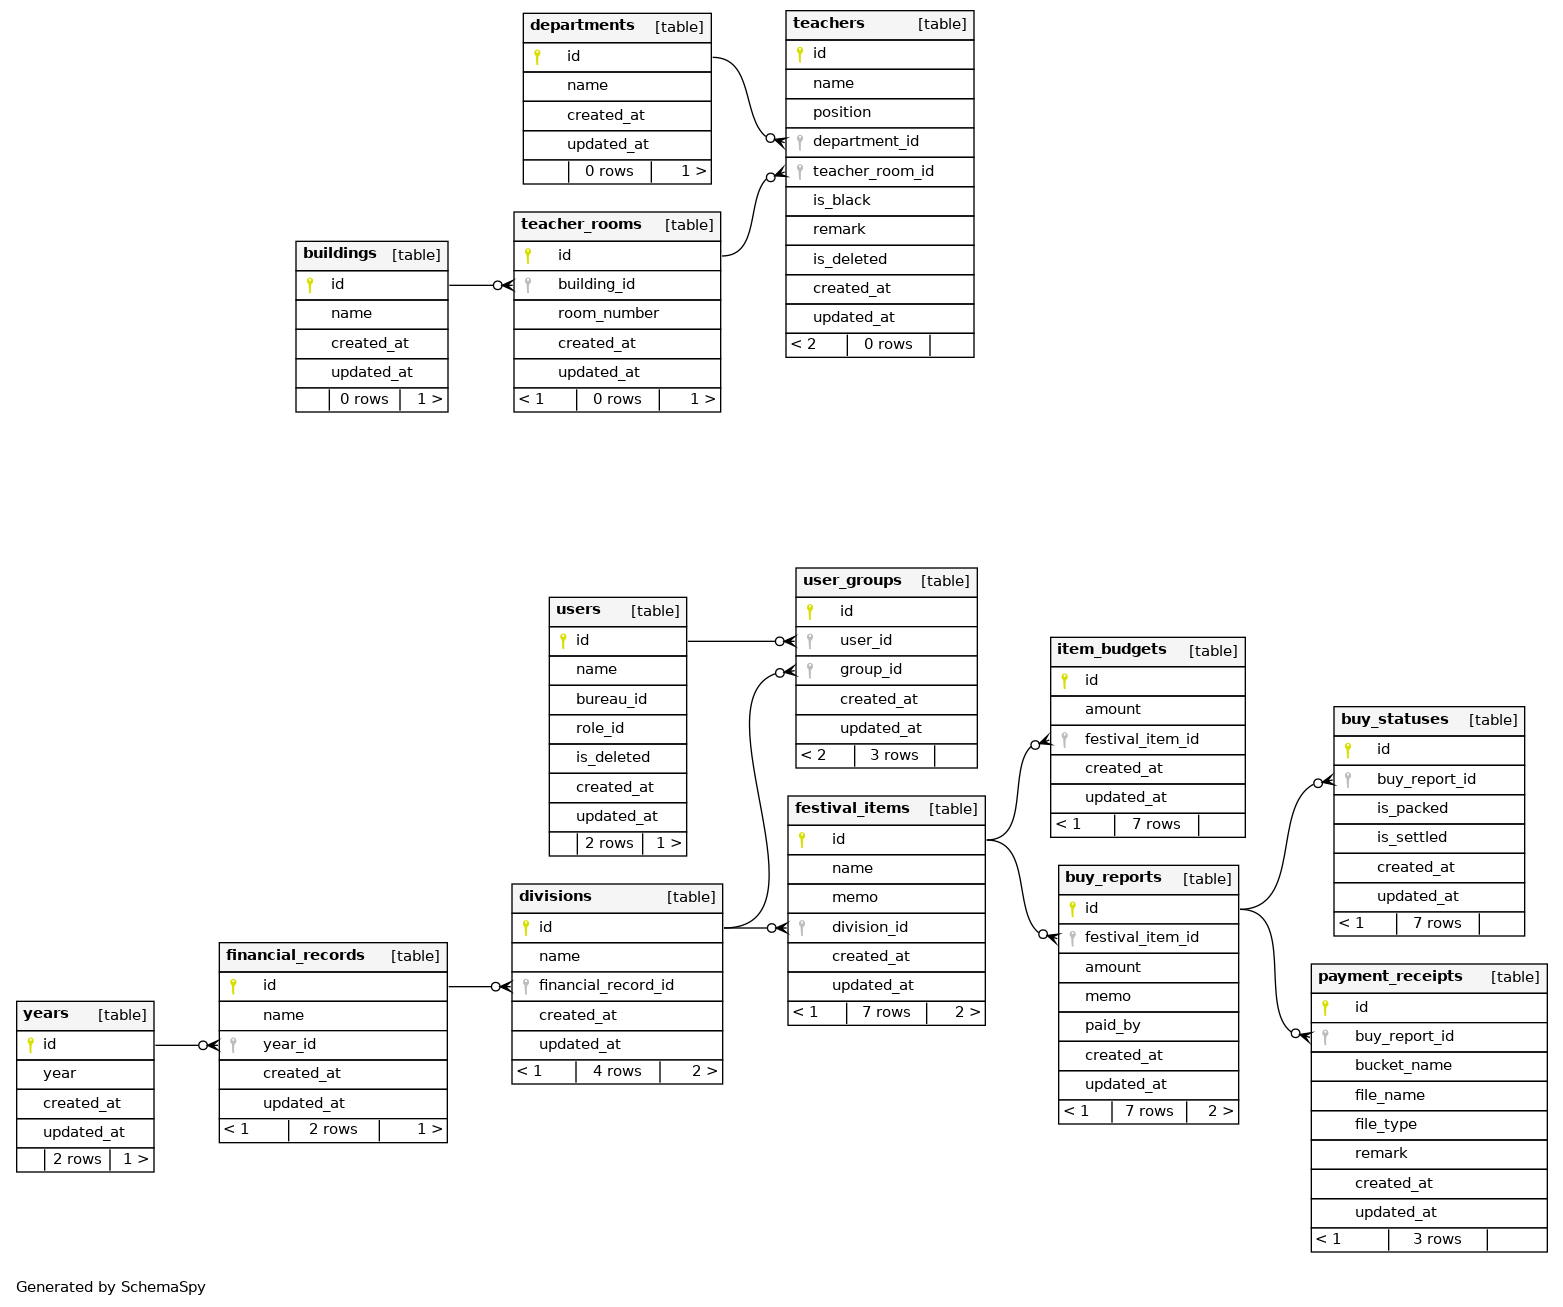 departments [table]
id
name
created_at
updated_at
0 rows 1 >
teachers [table]
id
name
position
department_id
teacher_room_id
is_black
remark
is_deleted
created_at
updated_at
< 2 0 rows
teacher_rooms [table]
id
building_id
room_number
created_at
updated_at
< 1 0 rows 1 >
buildings [table]
id
name
created_at
updated_at
0 rows 1 >
user_groups [table]
id
user_id
group_id
created_at
updated_at
< 2 3 rows
users [table]
id
name
bureau_id
role_id
is_deleted
created_at
updated_at
2 rows 1 >
item_budgets [table]
id
amount
festival_item_id
created_at
updated_at
< 1 7 rows
buy_statuses [table]
id
buy_report_id
is_packed
is_settled
created_at
updated_at
< 1 7 rows
festival_items [table]
id
name
memo
division_id
created_at
updated_at
< 1 7 rows 2 >
buy_reports [table]
id
festival_item_id
amount
memo
paid_by
created_at
updated_at
< 1 7 rows 2 >
divisions [table]
id
name
financial_record_id
created_at
updated_at
< 1 4 rows 2 >
financial_records [table]
id
name
year_id
created_at
updated_at
< 1 2 rows 1 >
payment_receipts [table]
id
buy_report_id
bucket_name
file_name
file_type
remark
created_at
updated_at
< 1 3 rows
years [table]
id
year
created_at
updated_at
2 rows 1 >
Generated by SchemaSpy